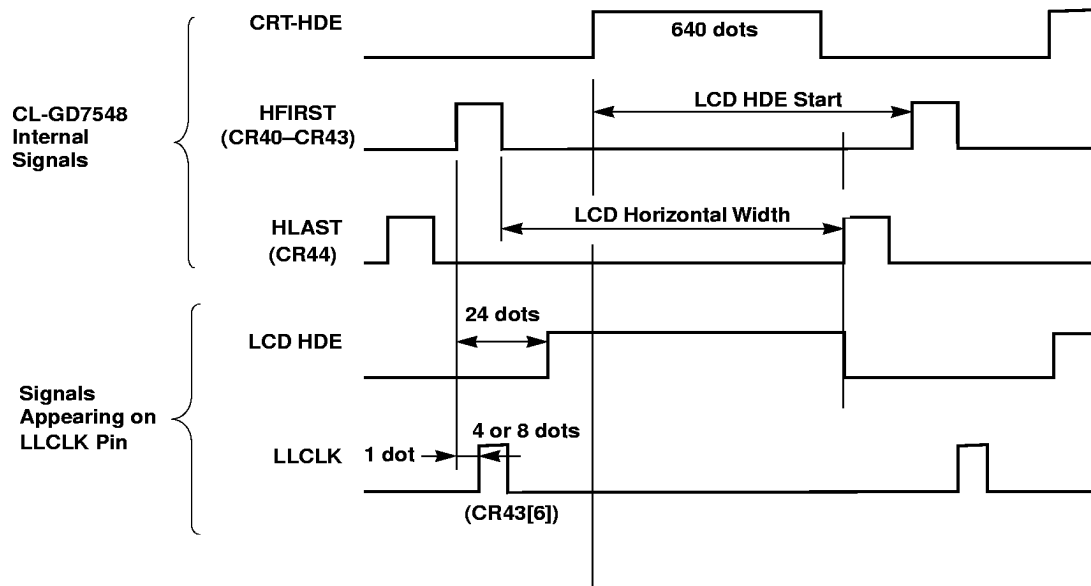 CRT-HDE
640 dots
CL-GD7548
Internal
Signals
HFIRST
(CR40–CR43)
LCD HDE Start
HLAST
(CR44)
LCD Horizontal Width
24 dots
LCD HDE
Signals
Appearing on
LLCLK Pin
4 or 8 dots
LLCLK
1 dot
(CR43[6])